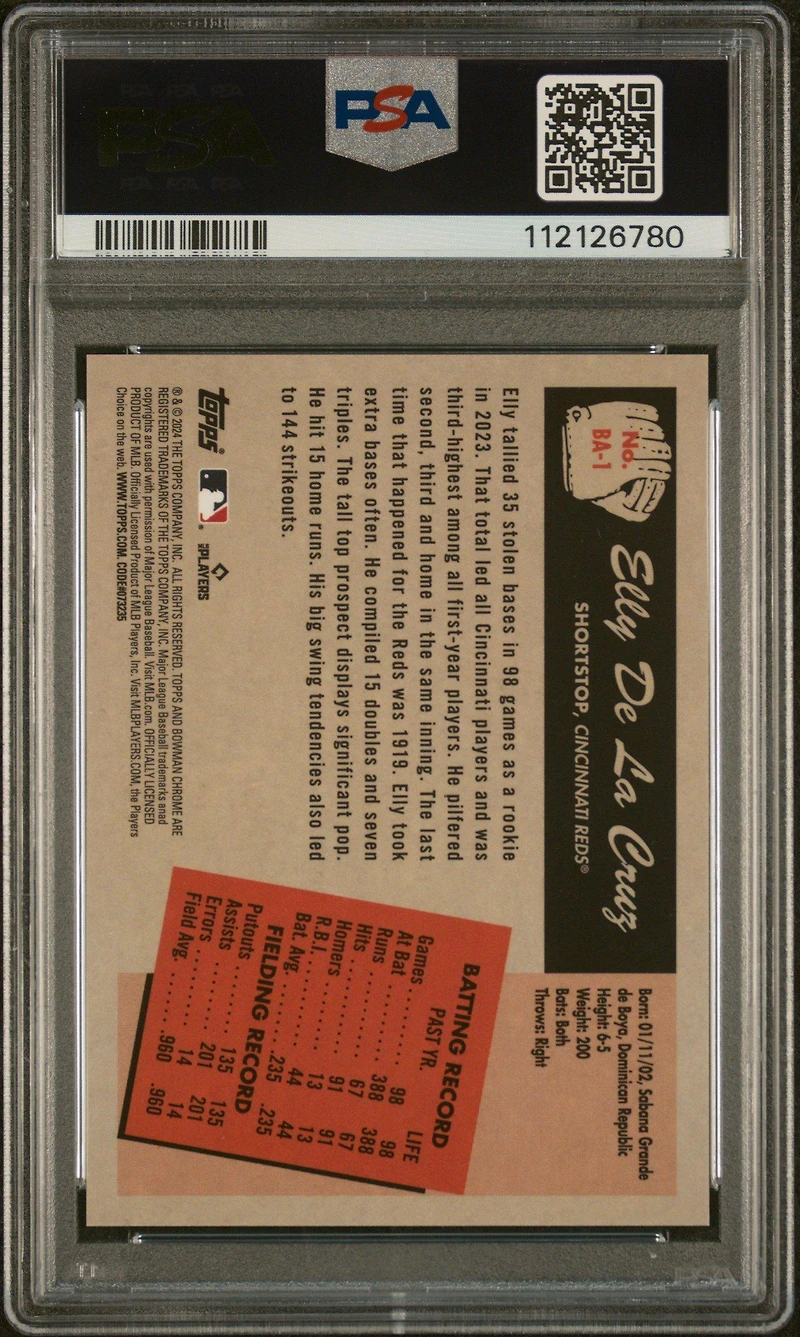 PSA
PSA
112126780
No.
BA-1
Elly De La Cruz
SHORTSTOP, CINCINNATI REDS®
Born: 01/11/02, Sabana Grande
de Boya, Dominican Republic
Height: 6-5
Weight: 200
Bats: Both
Throws: Right
Elly tallied 35 stolen bases in 98 games as a rookie
in 2023. That total led all Cincinnati players and was
third-highest among all first-year players. He pilfered
second, third and home in the same inning. The last
time that happened for the Reds was 1919. Elly took
extra bases often. He compiled 15 doubles and seven
triples. The tall top prospect displays significant pop.
He hit 15 home runs. His big swing tendencies also led
to 144 strikeouts.
BATTING RECORD
PAST YR. LIFE
Games 98 98
At Bat 388 388
Runs 67 67
Hits 91 91
Homers 13 13
R.B.I. 44 44
Bat. Avg. .235 .235
FIELDING RECORD
Putouts 135 135
Assists 201 201
Errors 14 14
Field Avg. .960 .960
topps®
MLB PLAYERS
® & © 2024 THE TOPPS COMPANY, INC. ALL RIGHTS RESERVED. TOPPS AND BOWMAN CHROME ARE
REGISTERED TRADEMARKS OF THE TOPPS COMPANY, INC. Major League Baseball trademarks anad
copyrights are used with permission of Major League Baseball. Visit MLB.com. OFFICIALLY LICENSED
PRODUCT OF MLB. Officially Licensed Product of MLB Players, Inc. Visit MLBPLAYERS.COM, the Players
Choice on the web. WWW.TOPPS.COM. CODE#073235